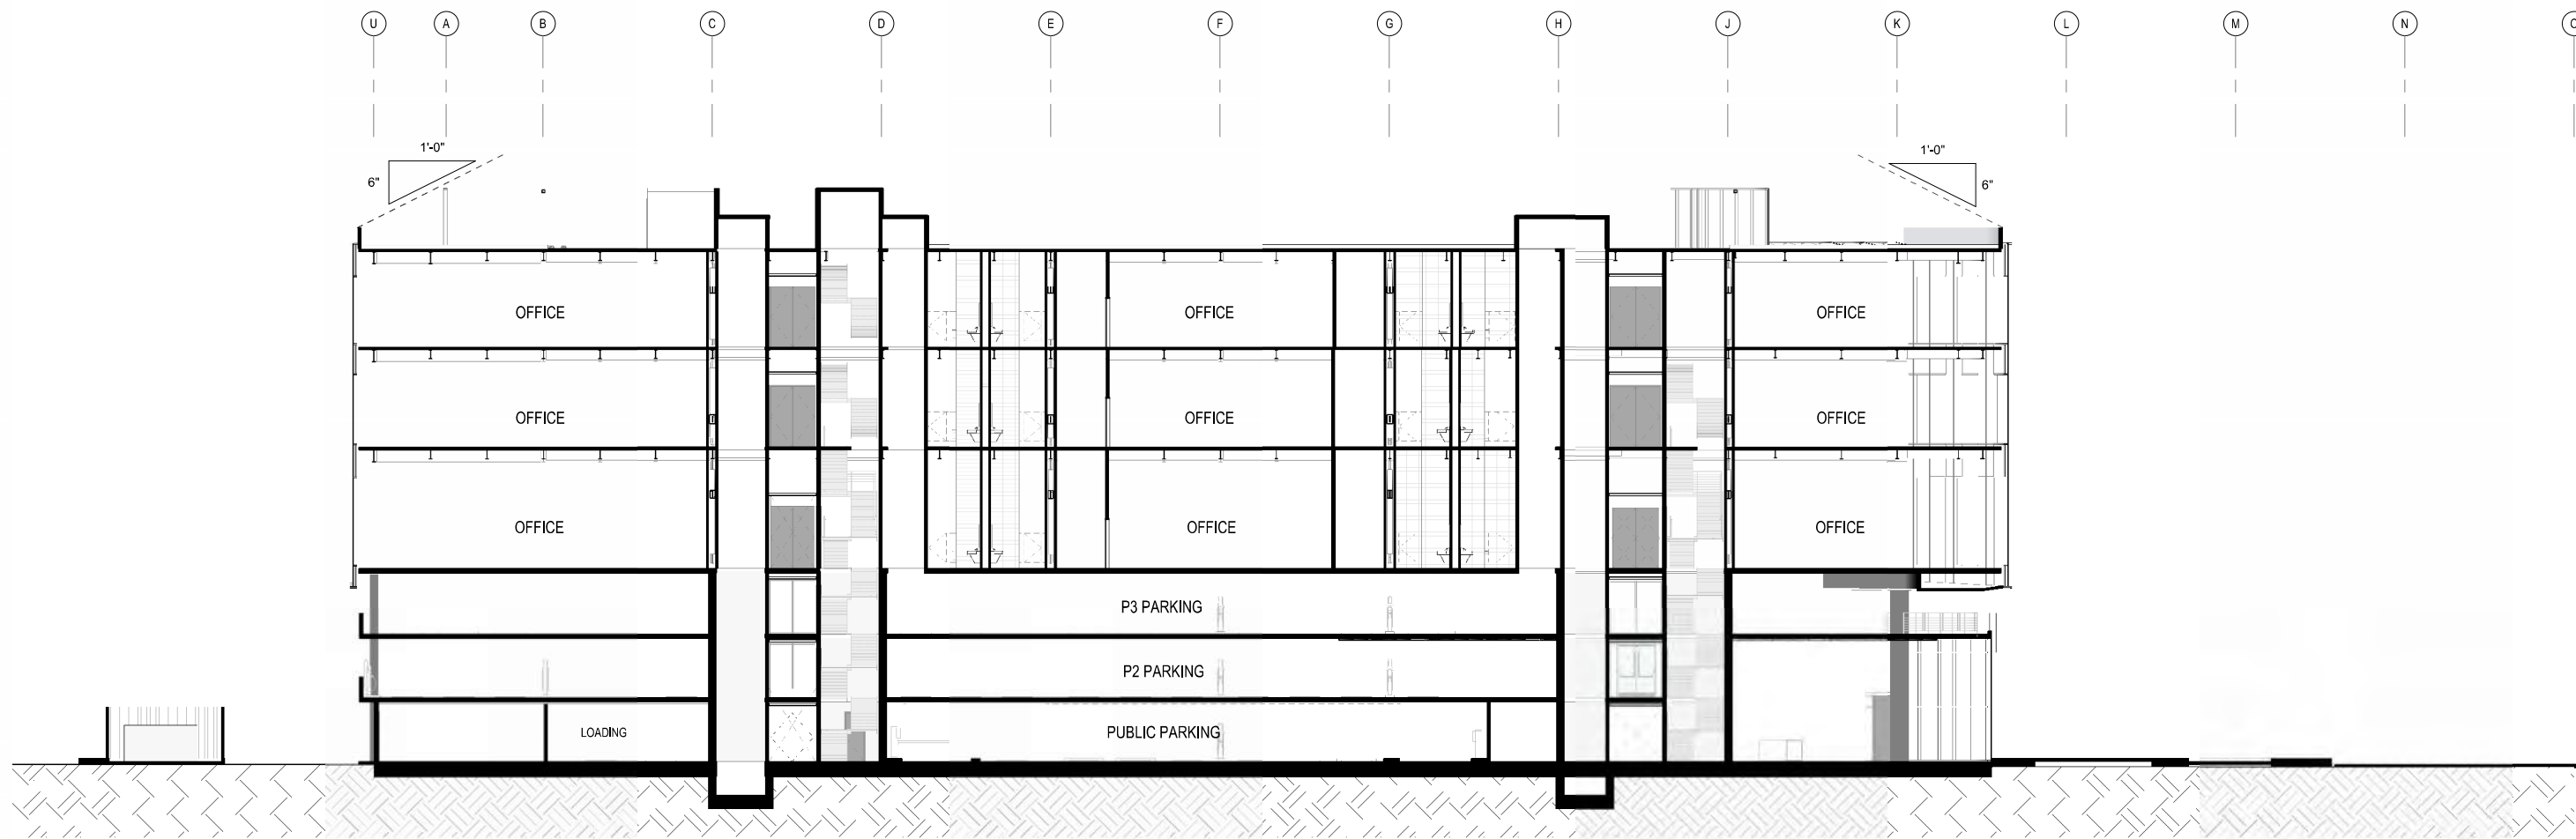 U A B C D E F G H J K L M N
1'-0" 1'-0"
6" 6"
OFFICE OFFICE OFFICE
OFFICE OFFICE OFFICE
OFFICE OFFICE OFFICE
P3 PARKING
P2 PARKING
LOADING PUBLIC PARKING